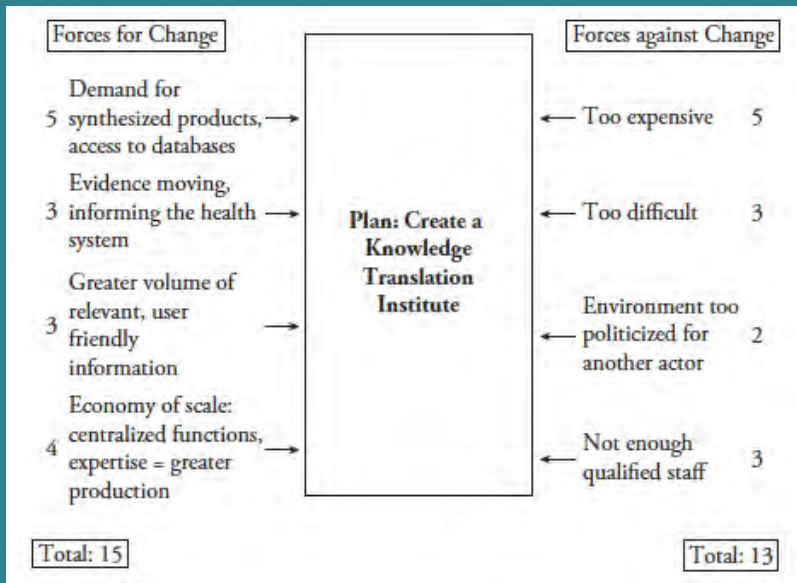 Forces for Change
Demand for
5 synthesized products,
access to databases
Evidence moving,
3 informing the health
system
Greater volume of
relevant, user
3 friendly
information
Economy of scale:
centralized functions,
4 expertise = greater
production
Total: 15
Plan: Create a
Knowledge
Translation
Institute
Forces against Change
Too expensive 5
Too difficult 3
Environment too
politicized for 2
another actor
Not enough 3
qualified staff
Total: 13